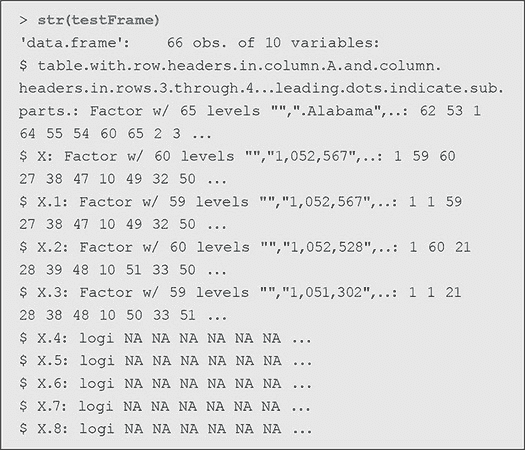 > str(testFrame)
'data.frame': 66 obs. of 10 variables:
$ table.with.row.headers.in.column.A.and.column.
headers.in.rows.3.through.4...leading.dots.indicate.sub.
parts.: Factor w/ 65 levels "",".Alabama",..: 62 53 1
64 55 54 60 65 2 3 ...
$ X: Factor w/ 60 levels "","1,052,567",..: 1 59 60
27 38 47 10 49 32 50 ...
$ X.1: Factor w/ 59 levels "","1,052,567",..: 1 1 59
27 38 47 10 49 32 50 ...
$ X.2: Factor w/ 60 levels "","1,052,528",..: 1 60 21
28 39 48 10 51 33 50 ...
$ X.3: Factor w/ 59 levels "","1,051,302",..: 1 1 21
28 38 48 10 50 33 51 ...
$ X.4: logi NA NA NA NA NA NA ...
$ X.5: logi NA NA NA NA NA NA ...
$ X.6: logi NA NA NA NA NA NA ...
$ X.7: logi NA NA NA NA NA NA ...
$ X.8: logi NA NA NA NA NA NA ...